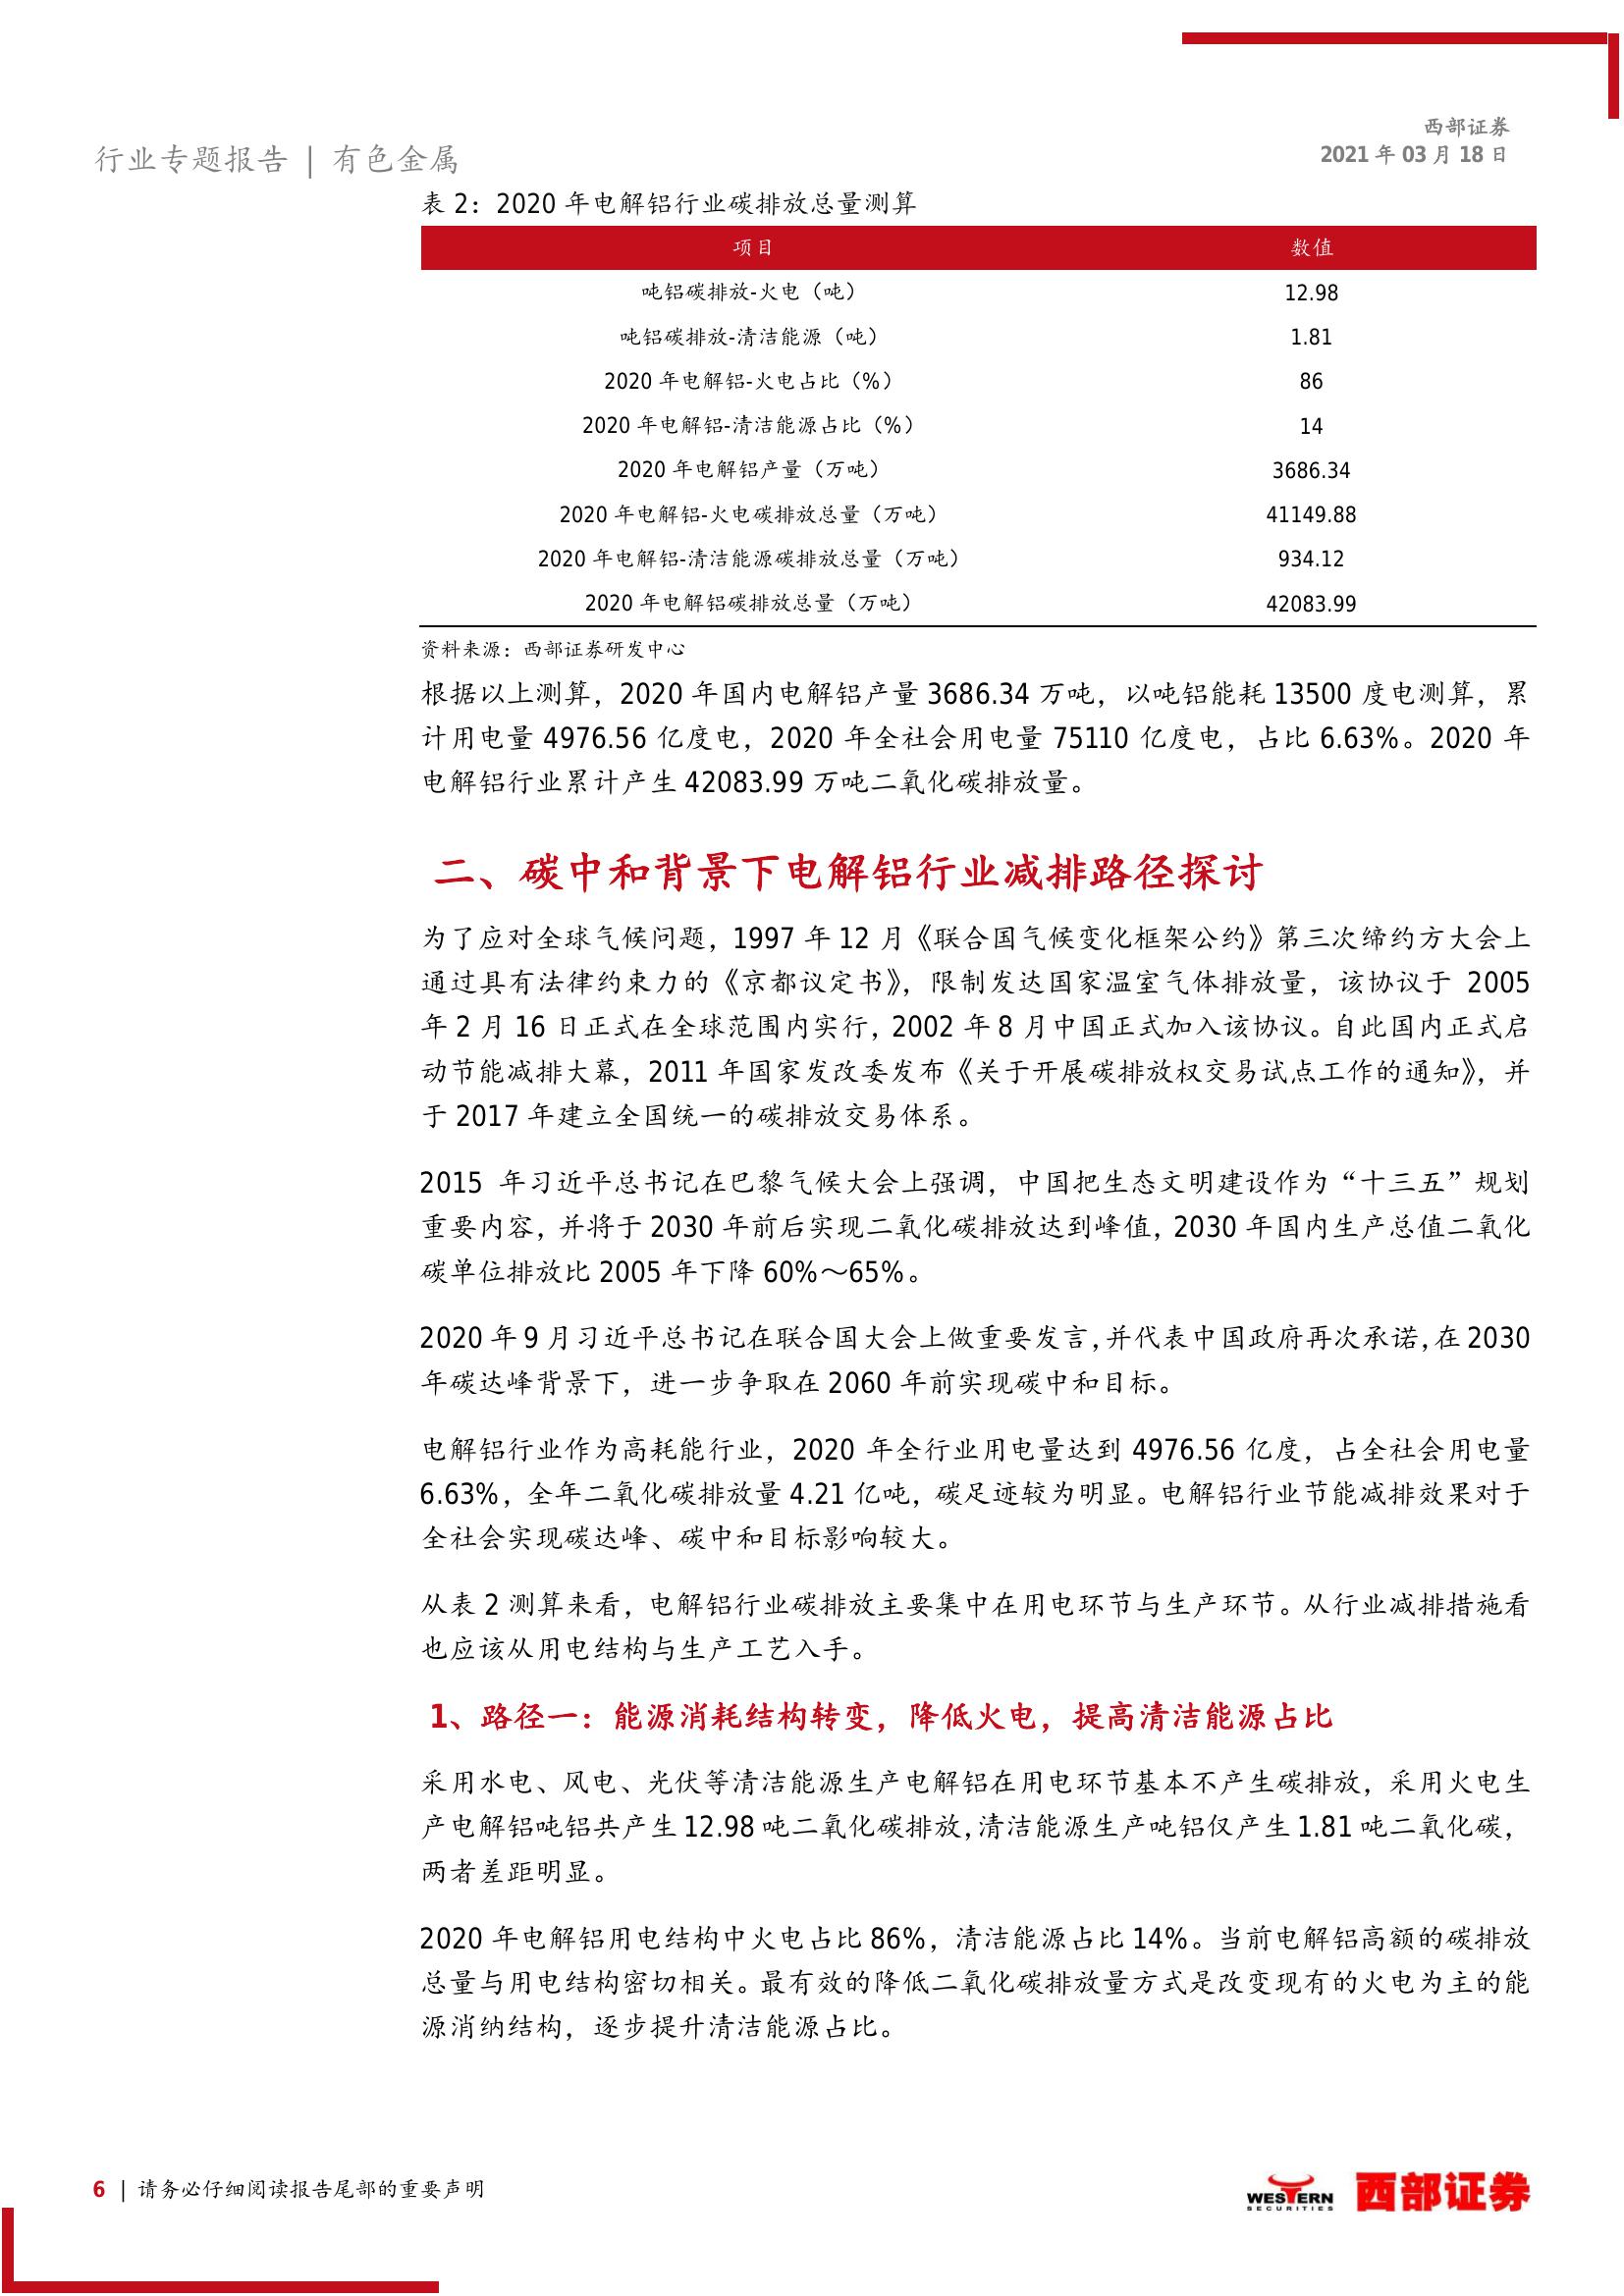 西部证券
2021 年 03 月 18 日
行业专题报告 | 有色金属
表 2：2020 年电解铝行业碳排放总量测算
项目 数值
吨铝碳排放-火电（吨） 12.98
吨铝碳排放-清洁能源（吨） 1.81
2020 年电解铝-火电占比（%） 86
2020 年电解铝-清洁能源占比（%） 14
2020 年电解铝产量（万吨） 3686.34
2020 年电解铝-火电碳排放总量（万吨） 41149.88
2020 年电解铝-清洁能源碳排放总量（万吨） 934.12
2020 年电解铝碳排放总量（万吨） 42083.99
资料来源：西部证券研发中心
根据以上测算，2020 年国内电解铝产量 3686.34 万吨，以吨铝能耗 13500 度电测算，累
计用电量 4976.56 亿度电，2020 年全社会用电量 75110 亿度电，占比 6.63%。2020 年
电解铝行业累计产生 42083.99 万吨二氧化碳排放量。
二、碳中和背景下电解铝行业减排路径探讨
为了应对全球气候问题，1997 年 12 月《联合国气候变化框架公约》第三次缔约方大会上
通过具有法律约束力的《京都议定书》，限制发达国家温室气体排放量，该协议于 2005
年 2 月 16 日正式在全球范围内实行，2002 年 8 月中国正式加入该协议。自此国内正式启
动节能减排大幕，2011 年国家发改委发布《关于开展碳排放权交易试点工作的通知》，并
于 2017 年建立全国统一的碳排放交易体系。
2015 年习近平总书记在巴黎气候大会上强调，中国把生态文明建设作为“十三五”规划
重要内容，并将于 2030 年前后实现二氧化碳排放达到峰值，2030 年国内生产总值二氧化
碳单位排放比 2005 年下降 60%～65%。
2020 年 9 月习近平总书记在联合国大会上做重要发言，并代表中国政府再次承诺，在 2030
年碳达峰背景下，进一步争取在 2060 年前实现碳中和目标。
电解铝行业作为高耗能行业，2020 年全行业用电量达到 4976.56 亿度，占全社会用电量
6.63%，全年二氧化碳排放量 4.21 亿吨，碳足迹较为明显。电解铝行业节能减排效果对于
全社会实现碳达峰、碳中和目标影响较大。
从表 2 测算来看，电解铝行业碳排放主要集中在用电环节与生产环节。从行业减排措施看
也应该从用电结构与生产工艺入手。
1、路径一：能源消耗结构转变，降低火电，提高清洁能源占比
采用水电、风电、光伏等清洁能源生产电解铝在用电环节基本不产生碳排放，采用火电生
产电解铝吨铝共产生 12.98 吨二氧化碳排放，清洁能源生产吨铝仅产生 1.81 吨二氧化碳，
两者差距明显。
2020 年电解铝用电结构中火电占比 86%，清洁能源占比 14%。当前电解铝高额的碳排放
总量与用电结构密切相关。最有效的降低二氧化碳排放量方式是改变现有的火电为主的能
源消纳结构，逐步提升清洁能源占比。
6 | 请务必仔细阅读报告尾部的重要声明
WESTERN
SECURITIES
西部证券